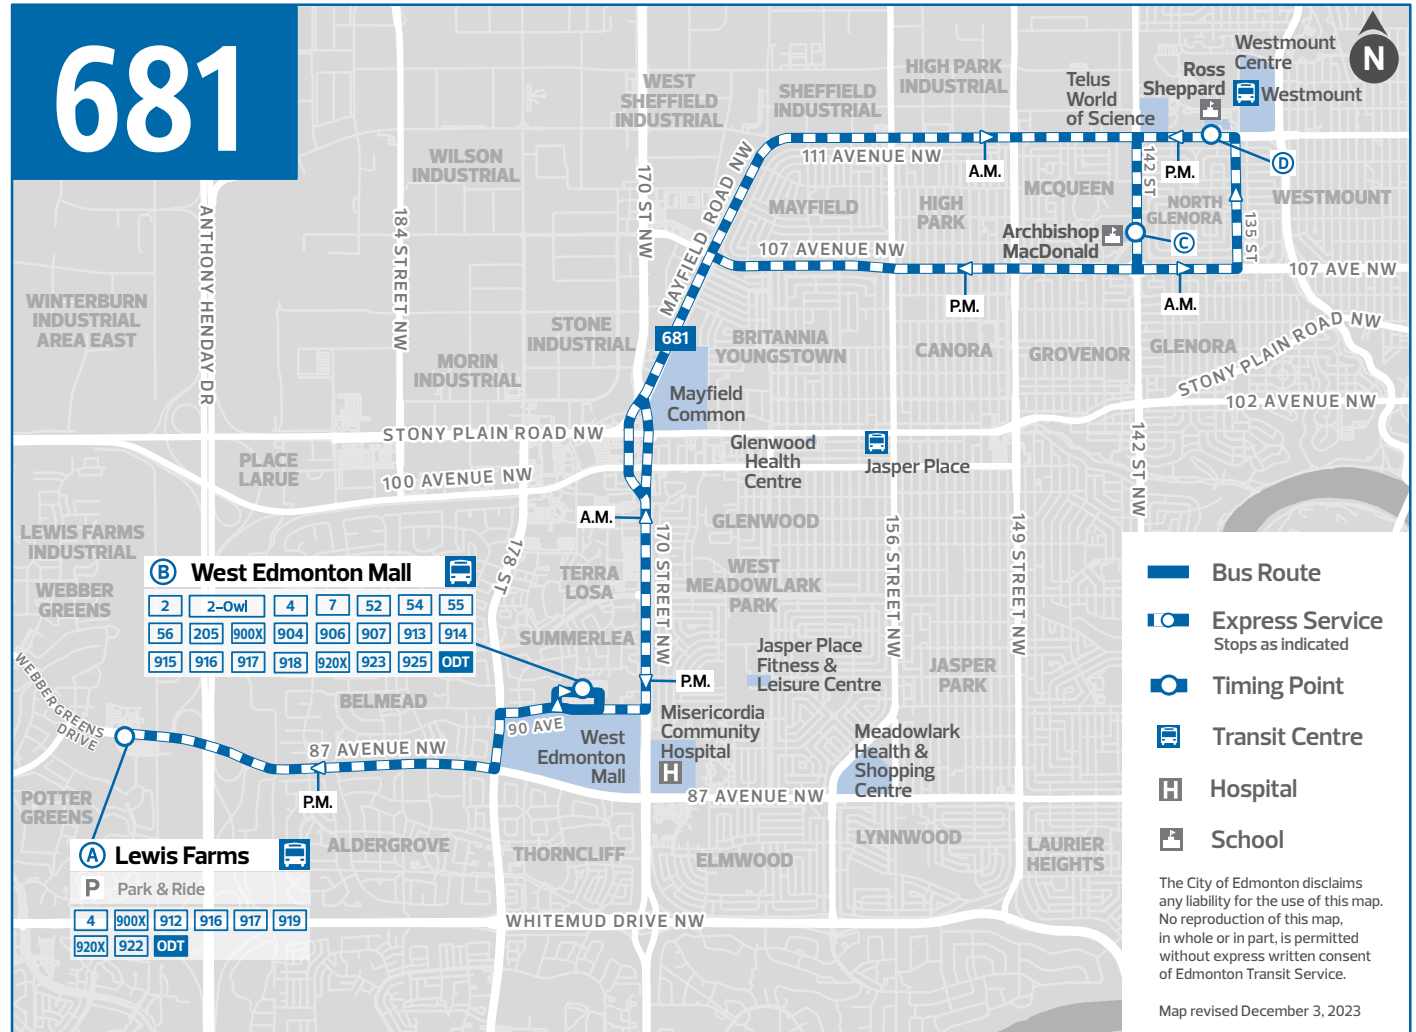 681
Westmount
Centre
N
Ross
Sheppard
Westmount
Telus
World
of Science
HIGH PARK
INDUSTRIAL
WEST
SHEFFIELD
INDUSTRIAL
SHEFFIELD
INDUSTRIAL
WILSON
INDUSTRIAL
111 AVENUE NW
A.M.
P.M.
D
142 ST
MCQUEEN
HIGH
PARK
MAYFIELD
NORTH
GLENORA
WESTMOUNT
135 ST
Archbishop
MacDonald
C
107 AVENUE NW
107 AVE NW
P.M.
A.M.
170 ST NW
MAYFIELD ROAD NW
184 STREET NW
ANTHONY HENDAY DR
WINTERBURN
INDUSTRIAL
AREA EAST
STONE
INDUSTRIAL
681
BRITANNIA
YOUNGSTOWN
CANORA
GROVENOR
GLENORA
STONY PLAIN ROAD NW
MORIN
INDUSTRIAL
Mayfield
Common
102 AVENUE NW
STONY PLAIN ROAD NW
142 ST NW
Glenwood
Health
Centre
Jasper Place
PLACE
LARUE
100 AVENUE NW
A.M.
GLENWOOD
LEWIS FARMS
INDUSTRIAL
178 ST
170 STREET NW
156 STREET NW
149 STREET NW
WEBBER
GREENS
TERRA
LOSA
WEST
MEADOWLARK
PARK
B West Edmonton Mall
2 2-Owl 4 7 52 54 55
56 205 900X 904 906 907 913 914
915 916 917 918 920X 923 925 ODT
SUMMERLEA
Jasper Place
Fitness &
Leisure Centre
JASPER
PARK
WEBBER GREENS
DRIVE
BELMEAD
P.M.
90 AVE
Misericordia
Community
Hospital
H
West
Edmonton
Mall
Meadowlark
Health &
Shopping
Centre
87 AVENUE NW
P.M.
87 AVENUE NW
POTTER
GREENS
ALDERGROVE
THORNCLIFF
ELMWOOD
LYNNWOOD
LAURIER
HEIGHTS
A Lewis Farms
P Park & Ride
4 900X 912 916 917 919
920X 922 ODT
WHITEMUD DRIVE NW
Bus Route
Express Service
Stops as indicated
Timing Point
Transit Centre
H Hospital
School
The City of Edmonton disclaims
any liability for the use of this map.
No reproduction of this map,
in whole or in part, is permitted
without express written consent
of Edmonton Transit Service.
Map revised December 3, 2023